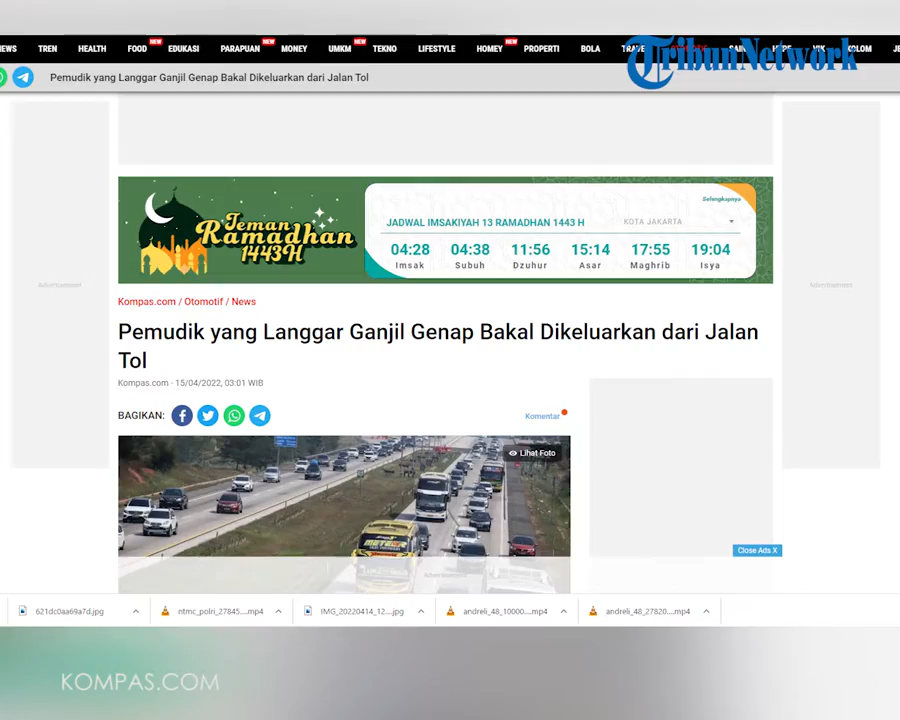 NEWS TREN HEALTH FOOD NEW EDUKASI PARAPUAN NEW MONEY UMKM NEW TEKNO LIFESTYLE HOMEY NEW PROPERTI BOLA
TribunNetwork
Pemudik yang Langgar Ganjil Genap Bakal Dikeluarkan dari Jalan Tol
Teman
Ramadhan
1443H
Selengkapnya
JADWAL IMSAKIYAH 13 RAMADHAN 1443 H KOTA JAKARTA
04:28 04:38 11:56 15:14 17:55 19:04
Imsak Subuh Dzuhur Asar Maghrib Isya
Advertisement
Advertisement
Kompas.com / Otomotif / News
Pemudik yang Langgar Ganjil Genap Bakal Dikeluarkan dari Jalan
Tol
Kompas.com - 15/04/2022, 03:01 WIB
BAGIKAN:
Komentar
Lihat Foto
Close Ads X
Advertisement
621dc0aa69a7d.jpg ntmc_polri_27845....mp4 IMG_20220414_12....jpg andreli_48_10000....mp4 andreli_48_27820....mp4
KOMPAS.COM